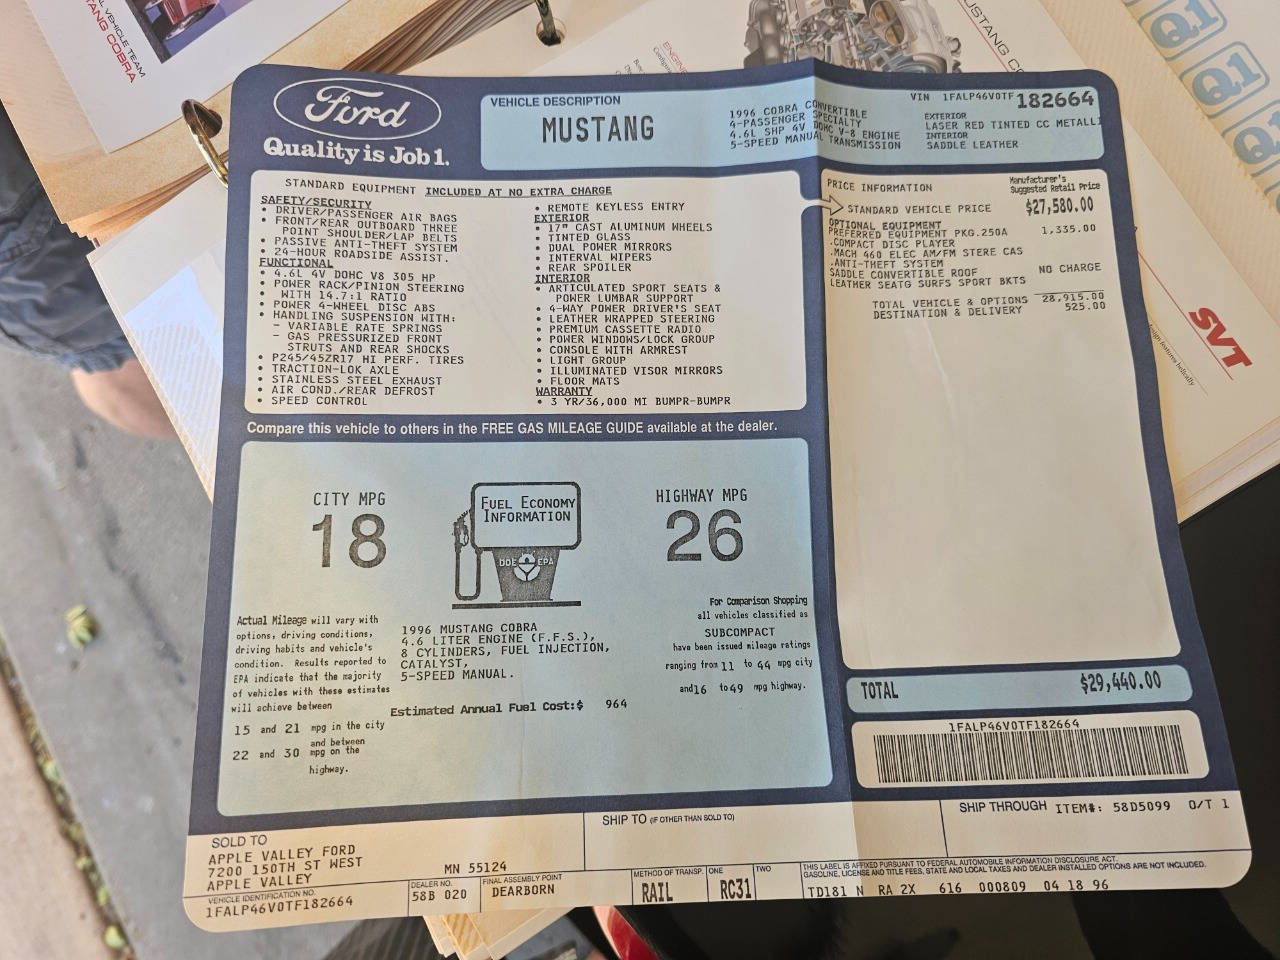 L VEHICLE TEAM
TANG COBRA
ENGINE
MUSTANG CO
Q1
Q1
Q1
Ford
Quality is Job 1.
VEHICLE DESCRIPTION
MUSTANG
1996 COBRA CONVERTIBLE
4-PASSENGER SPECIALTY
4.6L SHP 4V DOHC V-8 ENGINE
5-SPEED MANUAL TRANSMISSION
VIN 1FALP46V0TF182664
EXTERIOR
LASER RED TINTED CC METALLI
INTERIOR
SADDLE LEATHER
STANDARD EQUIPMENT INCLUDED AT NO EXTRA CHARGE
SAFETY/SECURITY
• DRIVER/PASSENGER AIR BAGS
• FRONT/REAR OUTBOARD THREE
POINT SHOULDER/LAP BELTS
• PASSIVE ANTI-THEFT SYSTEM
• 24-HOUR ROADSIDE ASSIST.
FUNCTIONAL
• 4.6L 4V DOHC V8 305 HP
• POWER RACK/PINION STEERING
WITH 14.7:1 RATIO
• POWER 4-WHEEL DISC ABS
• HANDLING SUSPENSION WITH:
- VARIABLE RATE SPRINGS
- GAS PRESSURIZED FRONT
STRUTS AND REAR SHOCKS
• P245/45ZR17 HI PERF. TIRES
• TRACTION-LOK AXLE
• STAINLESS STEEL EXHAUST
• AIR COND./REAR DEFROST
• SPEED CONTROL
• REMOTE KEYLESS ENTRY
EXTERIOR
• 17" CAST ALUMINUM WHEELS
• TINTED GLASS
• DUAL POWER MIRRORS
• INTERVAL WIPERS
• REAR SPOILER
INTERIOR
• ARTICULATED SPORT SEATS &
POWER LUMBAR SUPPORT
• 4-WAY POWER DRIVER'S SEAT
• LEATHER WRAPPED STEERING
• PREMIUM CASSETTE RADIO
• POWER WINDOWS/LOCK GROUP
• CONSOLE WITH ARMREST
• LIGHT GROUP
• ILLUMINATED VISOR MIRRORS
• FLOOR MATS
WARRANTY
• 3 YR/36,000 MI BUMPR-BUMPR
PRICE INFORMATION
Manufacturer's
Suggested Retail Price
STANDARD VEHICLE PRICE $27,580.00
OPTIONAL EQUIPMENT
PREFERRED EQUIPMENT PKG.250A 1,335.00
.COMPACT DISC PLAYER
.MACH 460 ELEC AM/FM STERE CAS
.ANTI-THEFT SYSTEM
SADDLE CONVERTIBLE ROOF
LEATHER SEATG SURFS SPORT BKTS NO CHARGE
TOTAL VEHICLE & OPTIONS 28,915.00
DESTINATION & DELIVERY 525.00
SVT
Compare this vehicle to others in the FREE GAS MILEAGE GUIDE available at the dealer.
CITY MPG
18
FUEL ECONOMY
INFORMATION
DOE EPA
HIGHWAY MPG
26
Actual Mileage will vary with
options, driving conditions,
driving habits and vehicle's
condition. Results reported to
EPA indicate that the majority
of vehicles with these estimates
will achieve between
15 and 21 mpg in the city
and between
22 and 30 mpg on the
highway.
1996 MUSTANG COBRA
4.6 LITER ENGINE (F.F.S.),
8 CYLINDERS, FUEL INJECTION,
CATALYST,
5-SPEED MANUAL.
Estimated Annual Fuel Cost:$ 964
For Comparison Shopping
all vehicles classified as
SUBCOMPACT
have been issued mileage ratings
ranging from 11 to 44 mpg city
and 16 to 49 mpg highway.
TOTAL $29,440.00
1FALP46V0TF182664
SOLD TO
APPLE VALLEY FORD
7200 150TH ST WEST
APPLE VALLEY MN 55124
SHIP TO (IF OTHER THAN SOLD TO)
SHIP THROUGH ITEM#: 58D5099 O/T 1
VEHICLE IDENTIFICATION NO.
1FALP46V0TF182664
DEALER NO.
58B 020
FINAL ASSEMBLY POINT
DEARBORN
METHOD OF TRANSP.
RAIL
ONE
RC31
TWO
THIS LABEL IS AFFIXED PURSUANT TO FEDERAL AUTOMOBILE INFORMATION DISCLOSURE ACT.
GASOLINE, LICENSE AND TITLE FEES, STATE AND LOCAL TAXES AND DEALER INSTALLED OPTIONS ARE NOT INCLUDED.
TD181 N RA 2X 616 000809 04 18 96